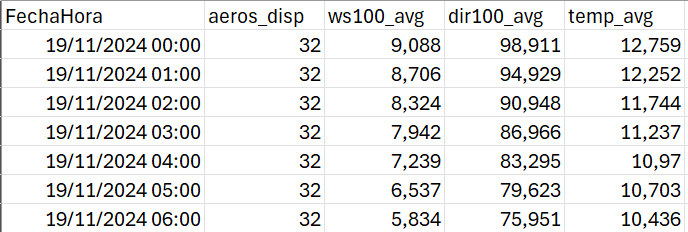 FechaHora aeros_disp ws100_avg dir100_avg temp_avg
19/11/2024 00:00 32 9,088 98,911 12,759
19/11/2024 01:00 32 8,706 94,929 12,252
19/11/2024 02:00 32 8,324 90,948 11,744
19/11/2024 03:00 32 7,942 86,966 11,237
19/11/2024 04:00 32 7,239 83,295 10,97
19/11/2024 05:00 32 6,537 79,623 10,703
19/11/2024 06:00 32 5,834 75,951 10,436